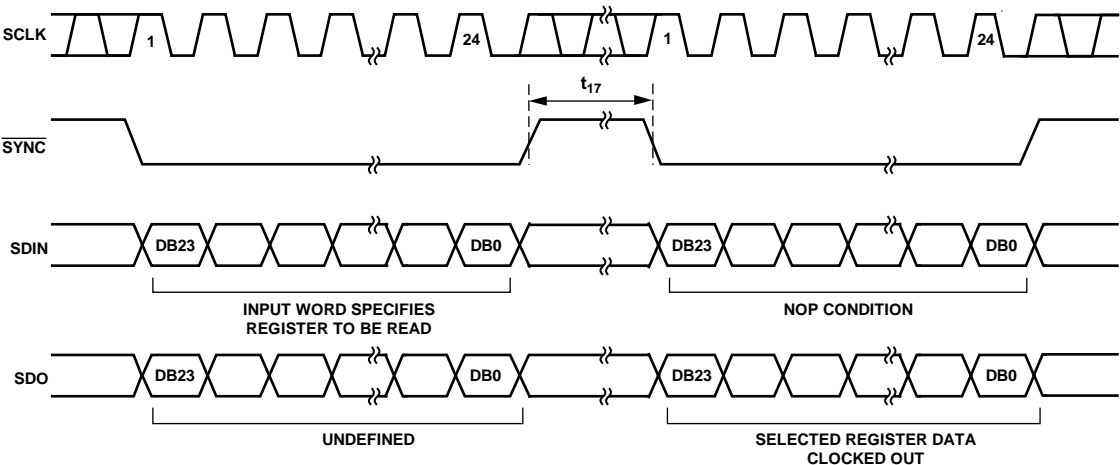 SCLK
1
24
1
24
t17
SYNC
SDIN
DB23
DB0
DB23
DB0
INPUT WORD SPECIFIES
REGISTER TO BE READ
NOP CONDITION
SDO
DB23
DB0
DB23
DB0
UNDEFINED
SELECTED REGISTER DATA
CLOCKED OUT